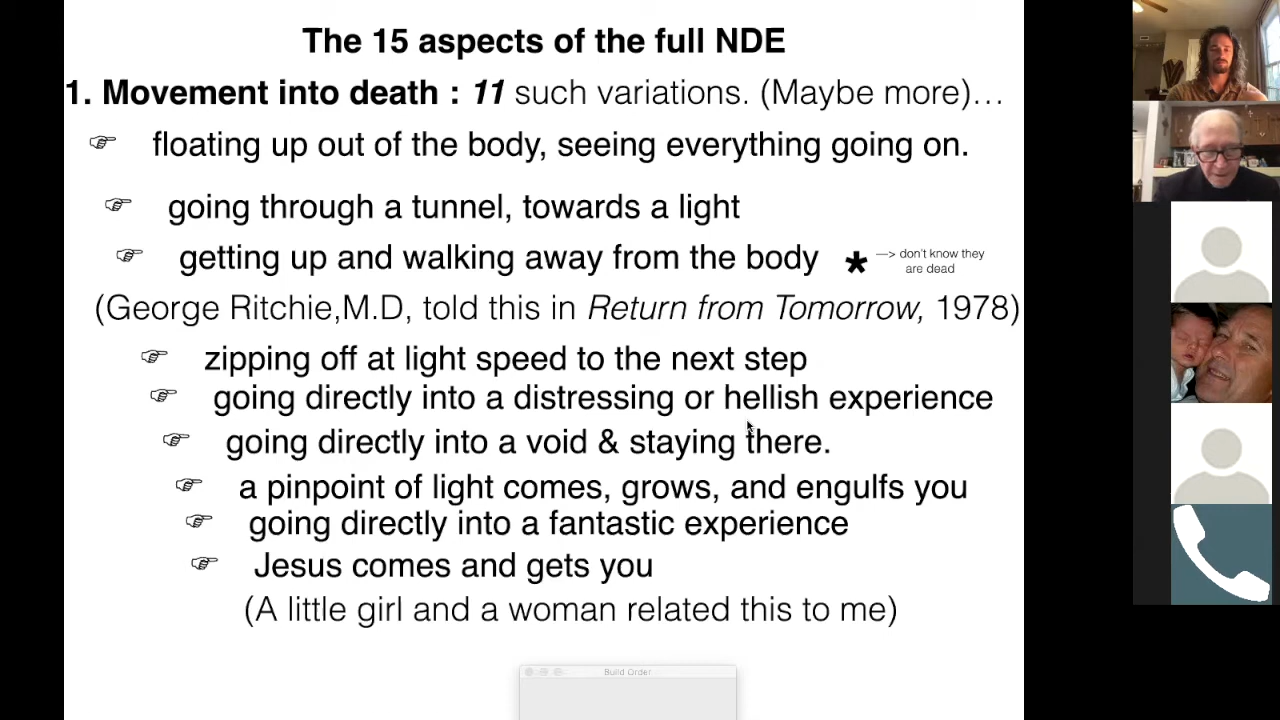 The 15 aspects of the full NDE
1. Movement into death : 11 such variations. (Maybe more)…
floating up out of the body, seeing everything going on.
going through a tunnel, towards a light
getting up and walking away from the body * —> don't know they
are dead
(George Ritchie,M.D, told this in Return from Tomorrow, 1978)
zipping off at light speed to the next step
going directly into a distressing or hellish experience
going directly into a void & staying there.
a pinpoint of light comes, grows, and engulfs you
going directly into a fantastic experience
Jesus comes and gets you
(A little girl and a woman related this to me)
Build Order